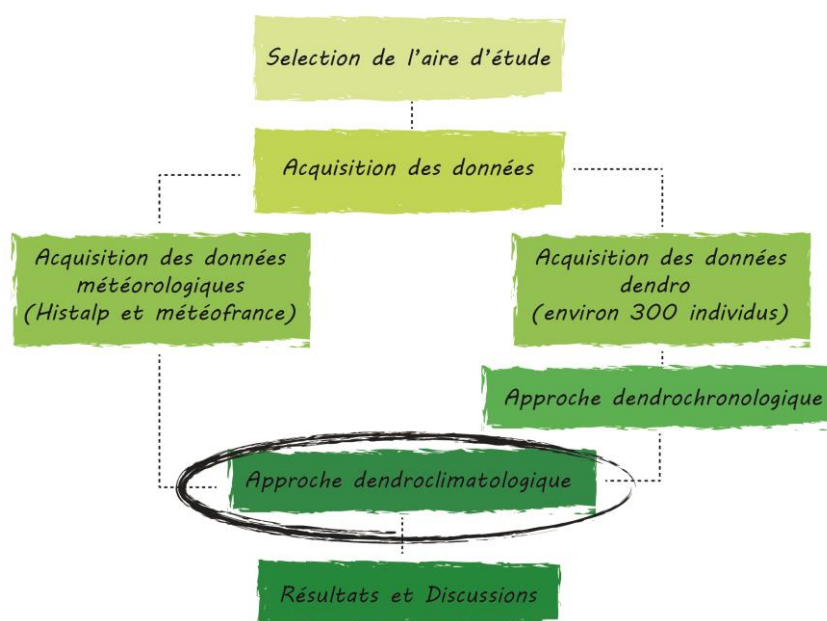 Selection de l'aire d'étude
Acquisition des données
Acquisition des données
météorologiques
(Histalp et météofrance)
Acquisition des données
dendro
(environ 300 individus)
Approche dendrochronologique
Approche dendroclimatologique
Résultats et Discussions